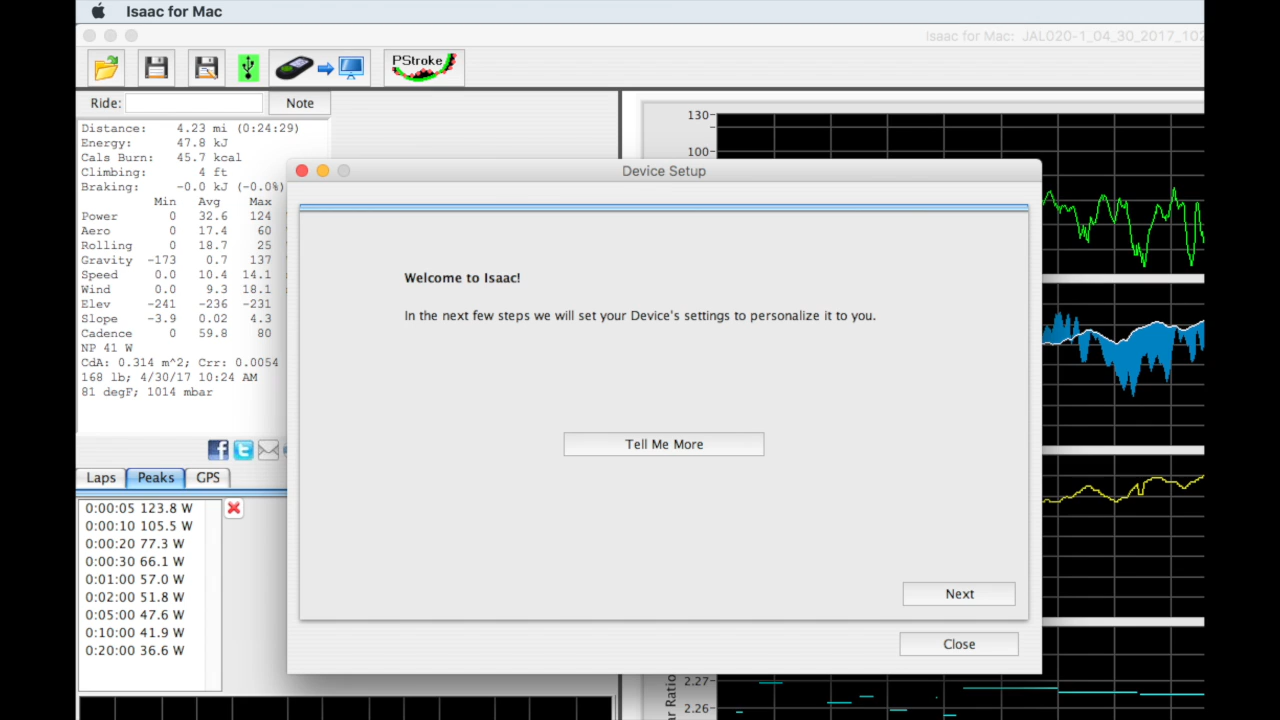 Isaac for Mac
Isaac for Mac: JAL020-1_04_30_2017_102
PStroke
Ride:
Note
Distance: 4.23 mi (0:24:29)
Energy: 47.8 kJ
Cals Burn: 45.7 kcal
Climbing: 4 ft
Braking: -0.0 kJ (-0.0%)
Min Avg Max
Power 0 32.6 124
Aero 0 17.4 60
Rolling 0 18.7 25
Gravity -173 0.7 137
Speed 0.0 10.4 14.1
Wind 0.0 9.3 18.1
Elev -241 -236 -231
Slope -3.9 0.02 4.3
Cadence 0 59.8 80
NP 41 W
CdA: 0.314 m^2; Crr: 0.0054
168 lb; 4/30/17 10:24 AM
81 degF; 1014 mbar
Laps
Peaks
GPS
0:00:05 123.8 W
0:00:10 105.5 W
0:00:20 77.3 W
0:00:30 66.1 W
0:01:00 57.0 W
0:02:00 51.8 W
0:05:00 47.6 W
0:10:00 41.9 W
0:20:00 36.6 W
130
100
Device Setup
Welcome to Isaac!
In the next few steps we will set your Device's settings to personalize it to you.
Tell Me More
Next
Close
2.27
2.26